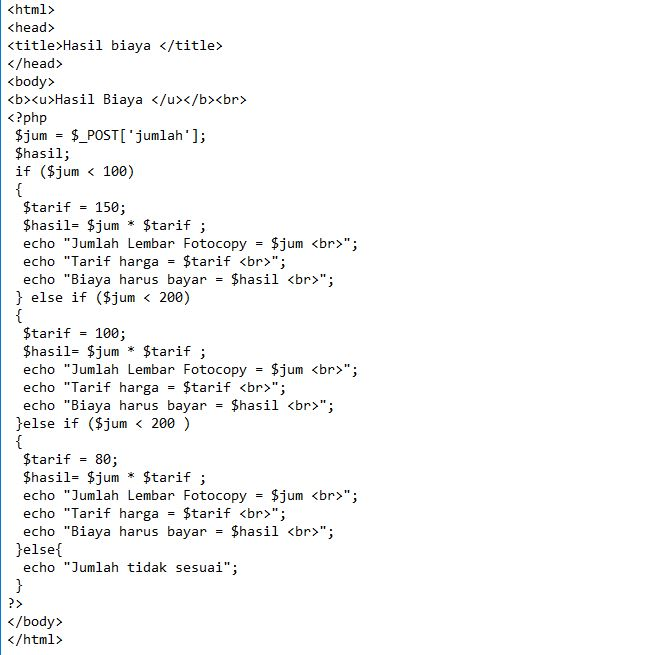 <html>
<head>
<title>Hasil biaya </title>
</head>
<body>
<b><u>Hasil Biaya </u></b><br>
<?php
 $jum = $_POST['jumlah'];
 $hasil;
 if ($jum < 100)
 {
  $tarif = 150;
  $hasil= $jum * $tarif ;
  echo "Jumlah Lembar Fotocopy = $jum <br>";
  echo "Tarif harga = $tarif <br>";
  echo "Biaya harus bayar = $hasil <br>";
 } else if ($jum < 200)
 {
  $tarif = 100;
  $hasil= $jum * $tarif ;
  echo "Jumlah Lembar Fotocopy = $jum <br>";
  echo "Tarif harga = $tarif <br>";
  echo "Biaya harus bayar = $hasil <br>";
 }else if ($jum < 200 )
 {
  $tarif = 80;
  $hasil= $jum * $tarif ;
  echo "Jumlah Lembar Fotocopy = $jum <br>";
  echo "Tarif harga = $tarif <br>";
  echo "Biaya harus bayar = $hasil <br>";
 }else{
  echo "Jumlah tidak sesuai";
 }
?>
</body>
</html>